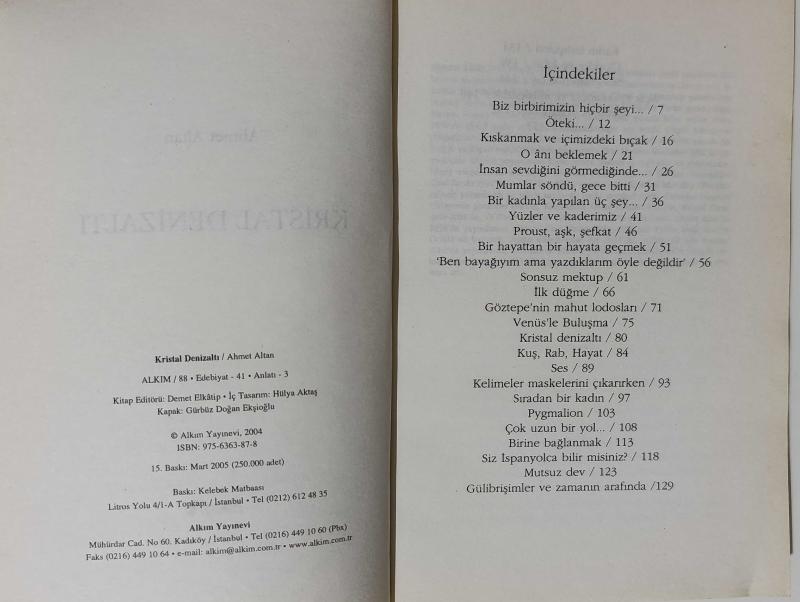 Kristal Denizaltı / Ahmet Altan
ALKIM / 88 • Edebiyat - 41 • Anlatı - 3
Kitap Editörü: Demet Elkâtip • İç Tasarım: Hülya Aktaş
Kapak: Gürbüz Doğan Ekşioğlu
© Alkım Yayınevi, 2004
ISBN: 975-6363-87-8
15. Baskı: Mart 2005 (250.000 adet)
Baskı: Kelebek Matbaası
Litros Yolu 4/1-A Topkapı / İstanbul • Tel (0212) 612 48 35
Alkım Yayınevi
Mühürdar Cad. No 60. Kadıköy / İstanbul • Tel (0216) 449 10 60 (Pbx)
Faks (0216) 449 10 64 • e-mail: alkim@alkim.com.tr • www.alkim.com.tr
İçindekiler
Biz birbirimizin hiçbir şeyi... / 7
Öteki... / 12
Kıskanmak ve içimizdeki bıçak / 16
O ânı beklemek / 21
İnsan sevdiğini görmediğinde... / 26
Mumlar söndü, gece bitti / 31
Bir kadınla yapılan üç şey... / 36
Yüzler ve kaderimiz / 41
Proust, aşk, şefkat / 46
Bir hayattan bir hayata geçmek / 51
'Ben bayağıyım ama yazdıklarım öyle değildir' / 56
Sonsuz mektup / 61
İlk düğme / 66
Göztepe'nin mahut lodosları / 71
Venüs'le Buluşma / 75
Kristal denizaltı / 80
Kuş, Rab, Hayat / 84
Ses / 89
Kelimeler maskelerini çıkarırken / 93
Sıradan bir kadın / 97
Pygmalion / 103
Çok uzun bir yol... / 108
Birine bağlanmak / 113
Siz İspanyolca bilir misiniz? / 118
Mutsuz dev / 123
Gülibrişimler ve zamanın arafında /129